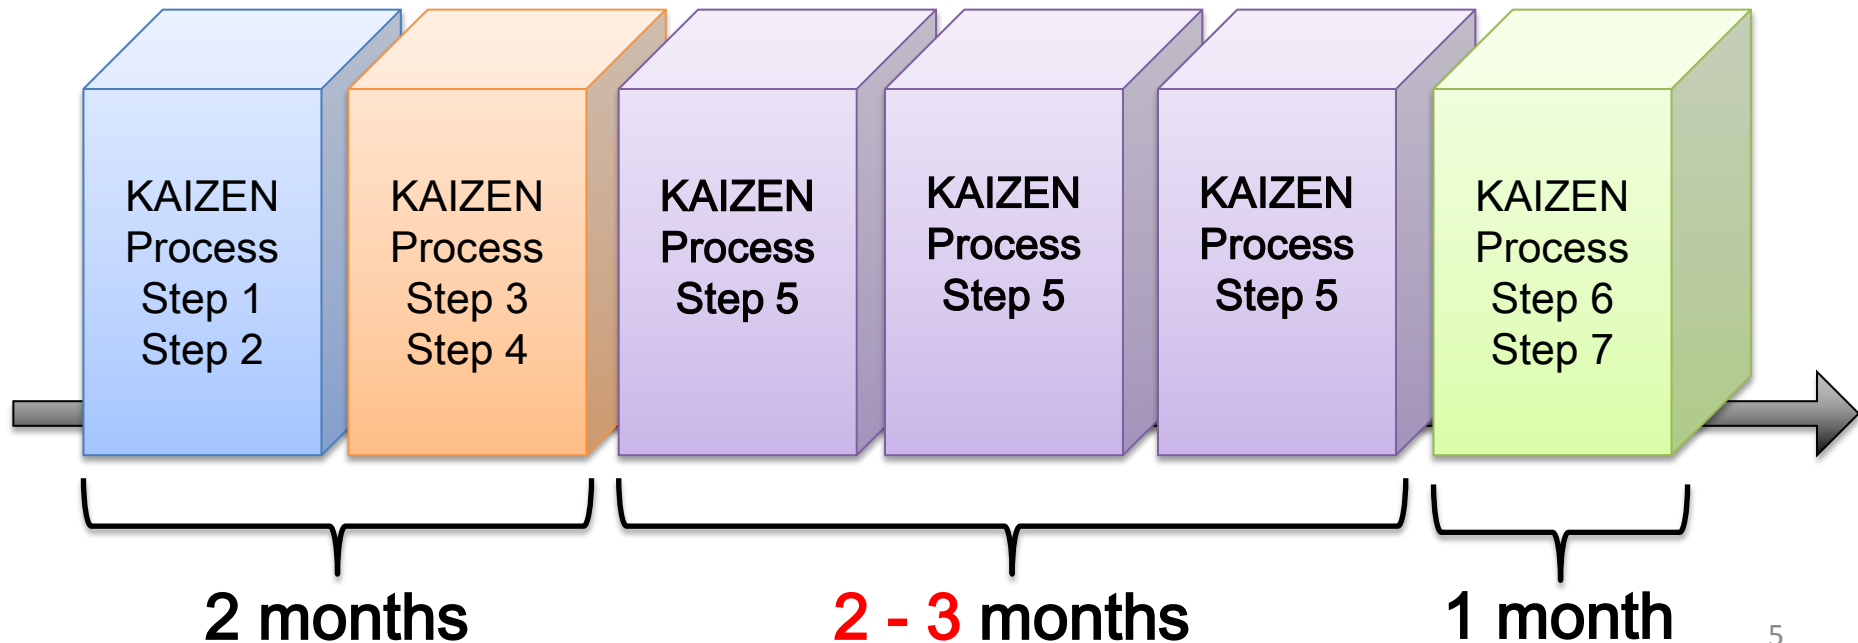 KAIZEN
Process
Step 1
Step 2
KAIZEN
Process
Step 3
Step 4
KAIZEN
Process
Step 5
KAIZEN
Process
Step 5
KAIZEN
Process
Step 5
KAIZEN
Process
Step 6
Step 7
2 months
2 - 3 months
1 month
5